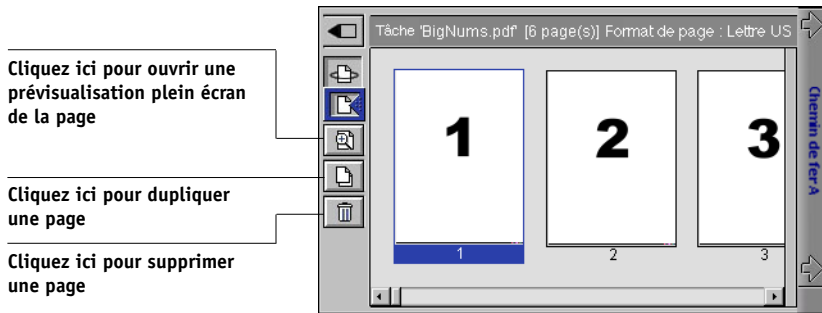 Tâche 'BigNums.pdf' [6 page(s)] Format de page : Lettre US
Cliquez ici pour ouvrir une
prévisualisation plein écran
de la page
Cliquez ici pour dupliquer
une page
Cliquez ici pour supprimer
une page
1
2
3
1
2
3
Chemin de fer A